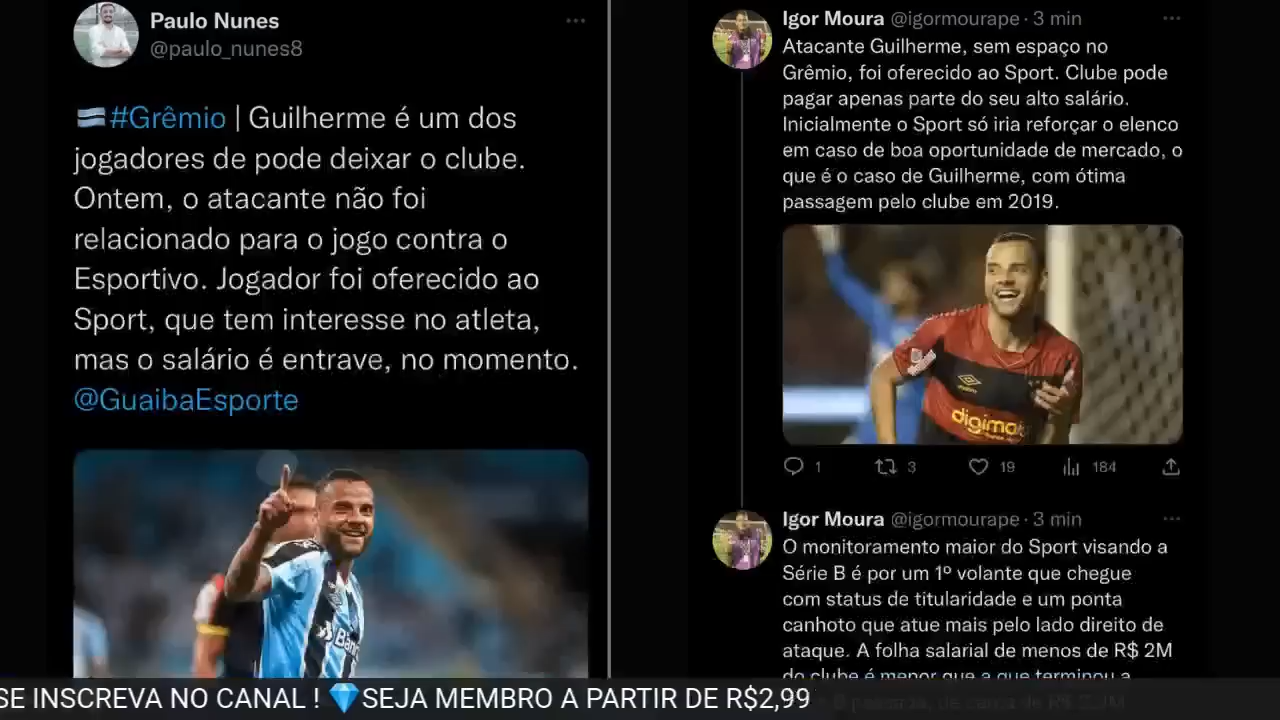 Paulo Nunes
@paulo_nunes8
#Grêmio | Guilherme é um dos
jogadores de pode deixar o clube.
Ontem, o atacante não foi
relacionado para o jogo contra o
Esportivo. Jogador foi oferecido ao
Sport, que tem interesse no atleta,
mas o salário é entrave, no momento.
@GuaibaEsporte
Igor Moura @igormourape · 3 min
Atacante Guilherme, sem espaço no
Grêmio, foi oferecido ao Sport. Clube pode
pagar apenas parte do seu alto salário.
Inicialmente o Sport só iria reforçar o elenco
em caso de boa oportunidade de mercado, o
que é o caso de Guilherme, com ótima
passagem pelo clube em 2019.
digimai
1 3 19 184
Igor Moura @igormourape · 3 min
O monitoramento maior do Sport visando a
Série B é por um 1º volante que chegue
com status de titularidade e um ponta
canhoto que atue mais pelo lado direito de
ataque. A folha salarial de menos de R$ 2M
do clube é menor que a que terminou a
SE INSCREVA NO CANAL ! 💎SEJA MEMBRO A PARTIR DE R$2,99